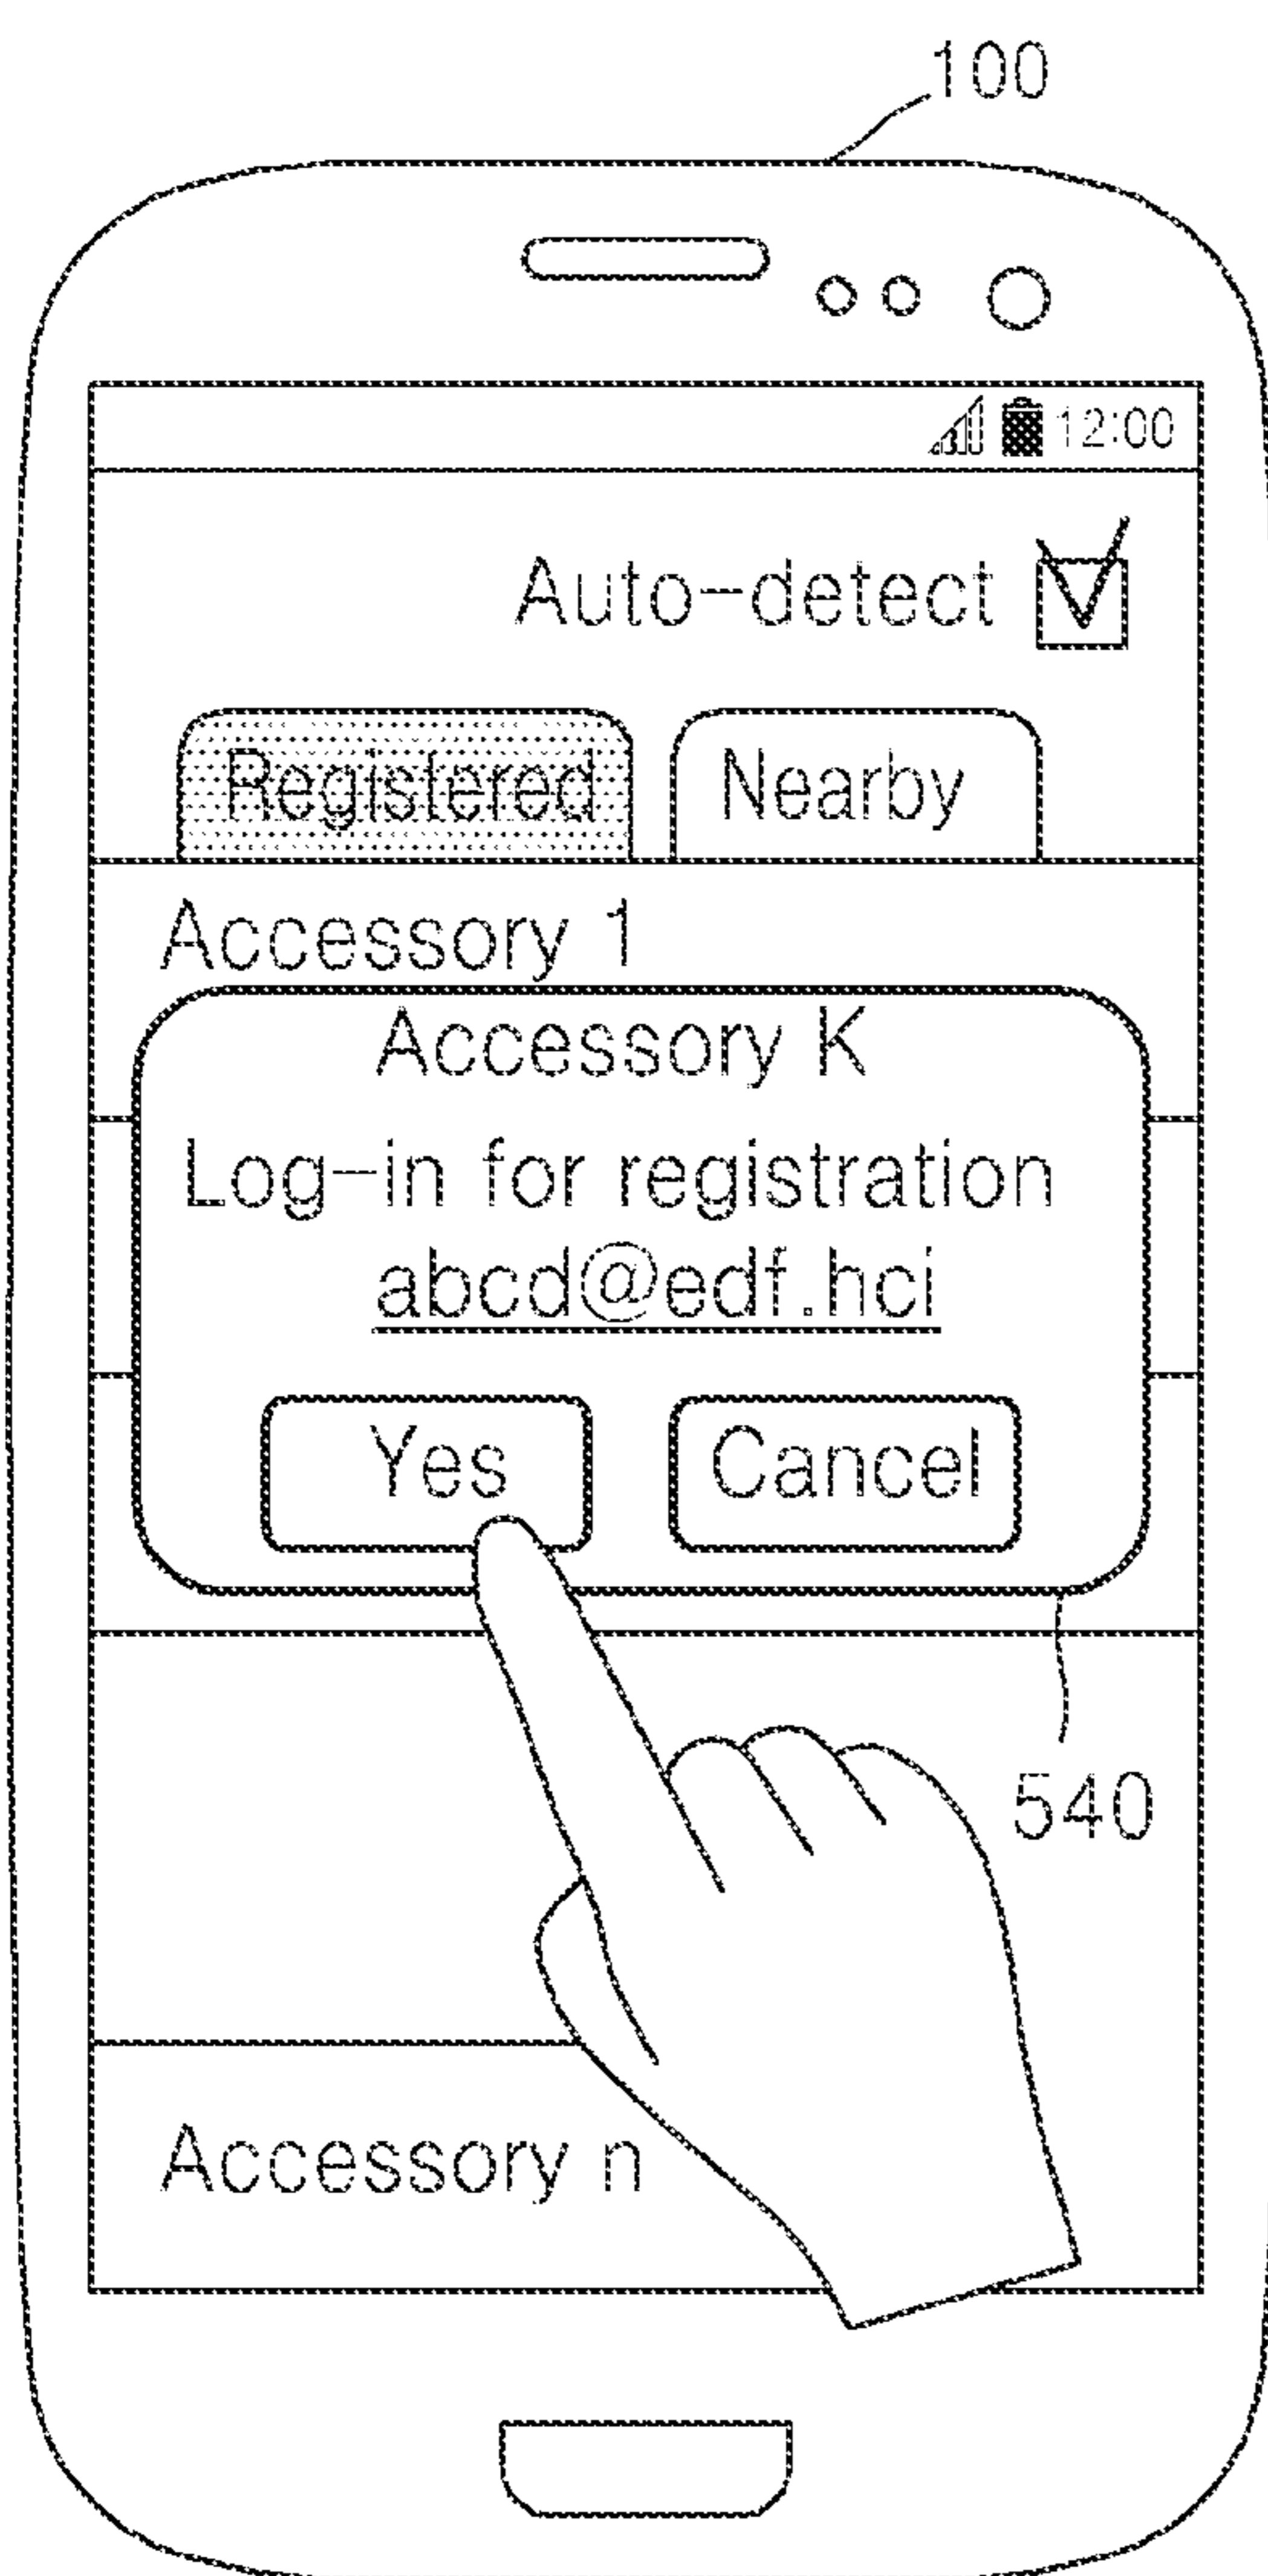 100
12:00
Auto-detect
Registered Nearby
Accessory 1
Accessory K
Log-in for registration
abcd@edf.hci
Yes Cancel
540
Accessory n